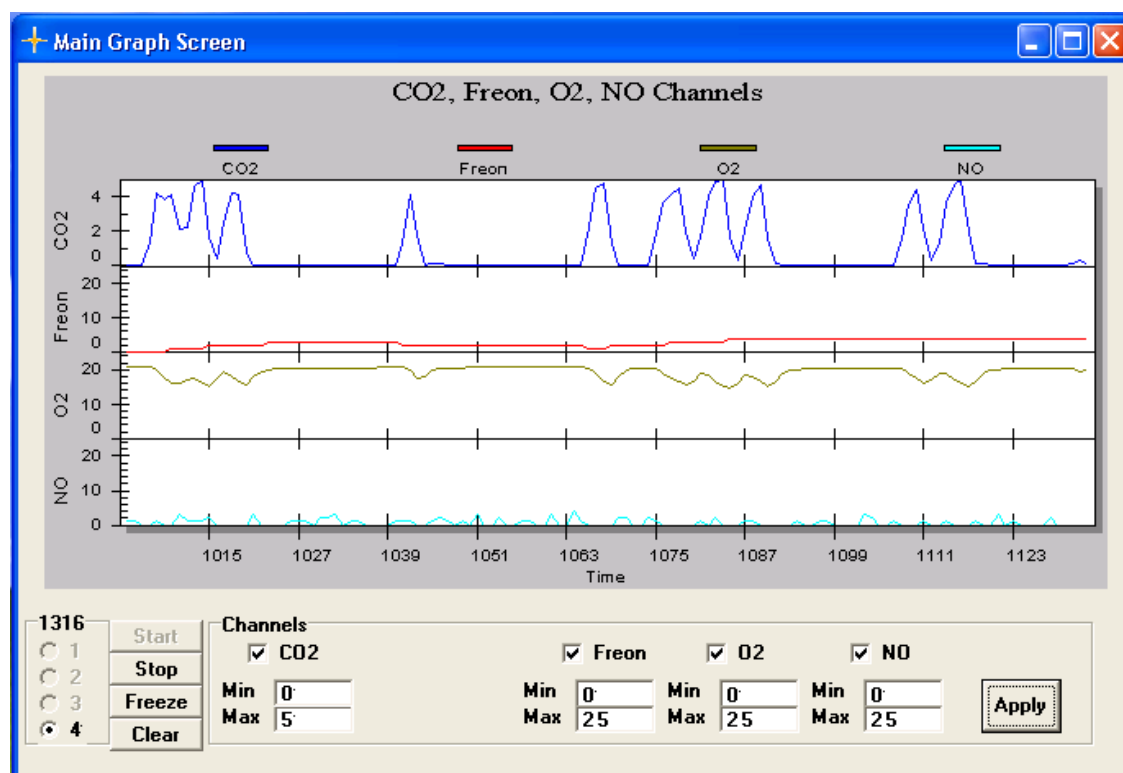 Main Graph Screen
CO2, Freon, O2, NO Channels
CO2 Freon O2 NO
CO2
4
2
0
Freon
20
10
0
O2
20
10
0
NO
20
10
0
1015 1027 1039 1051 1063 1075 1087 1099 1111 1123
Time
1316
1
2
3
4
Start
Stop
Freeze
Clear
Channels
CO2 Freon O2 NO
Min 0 Min 0 Min 0 Min 0
Max 5 Max 25 Max 25 Max 25
Apply